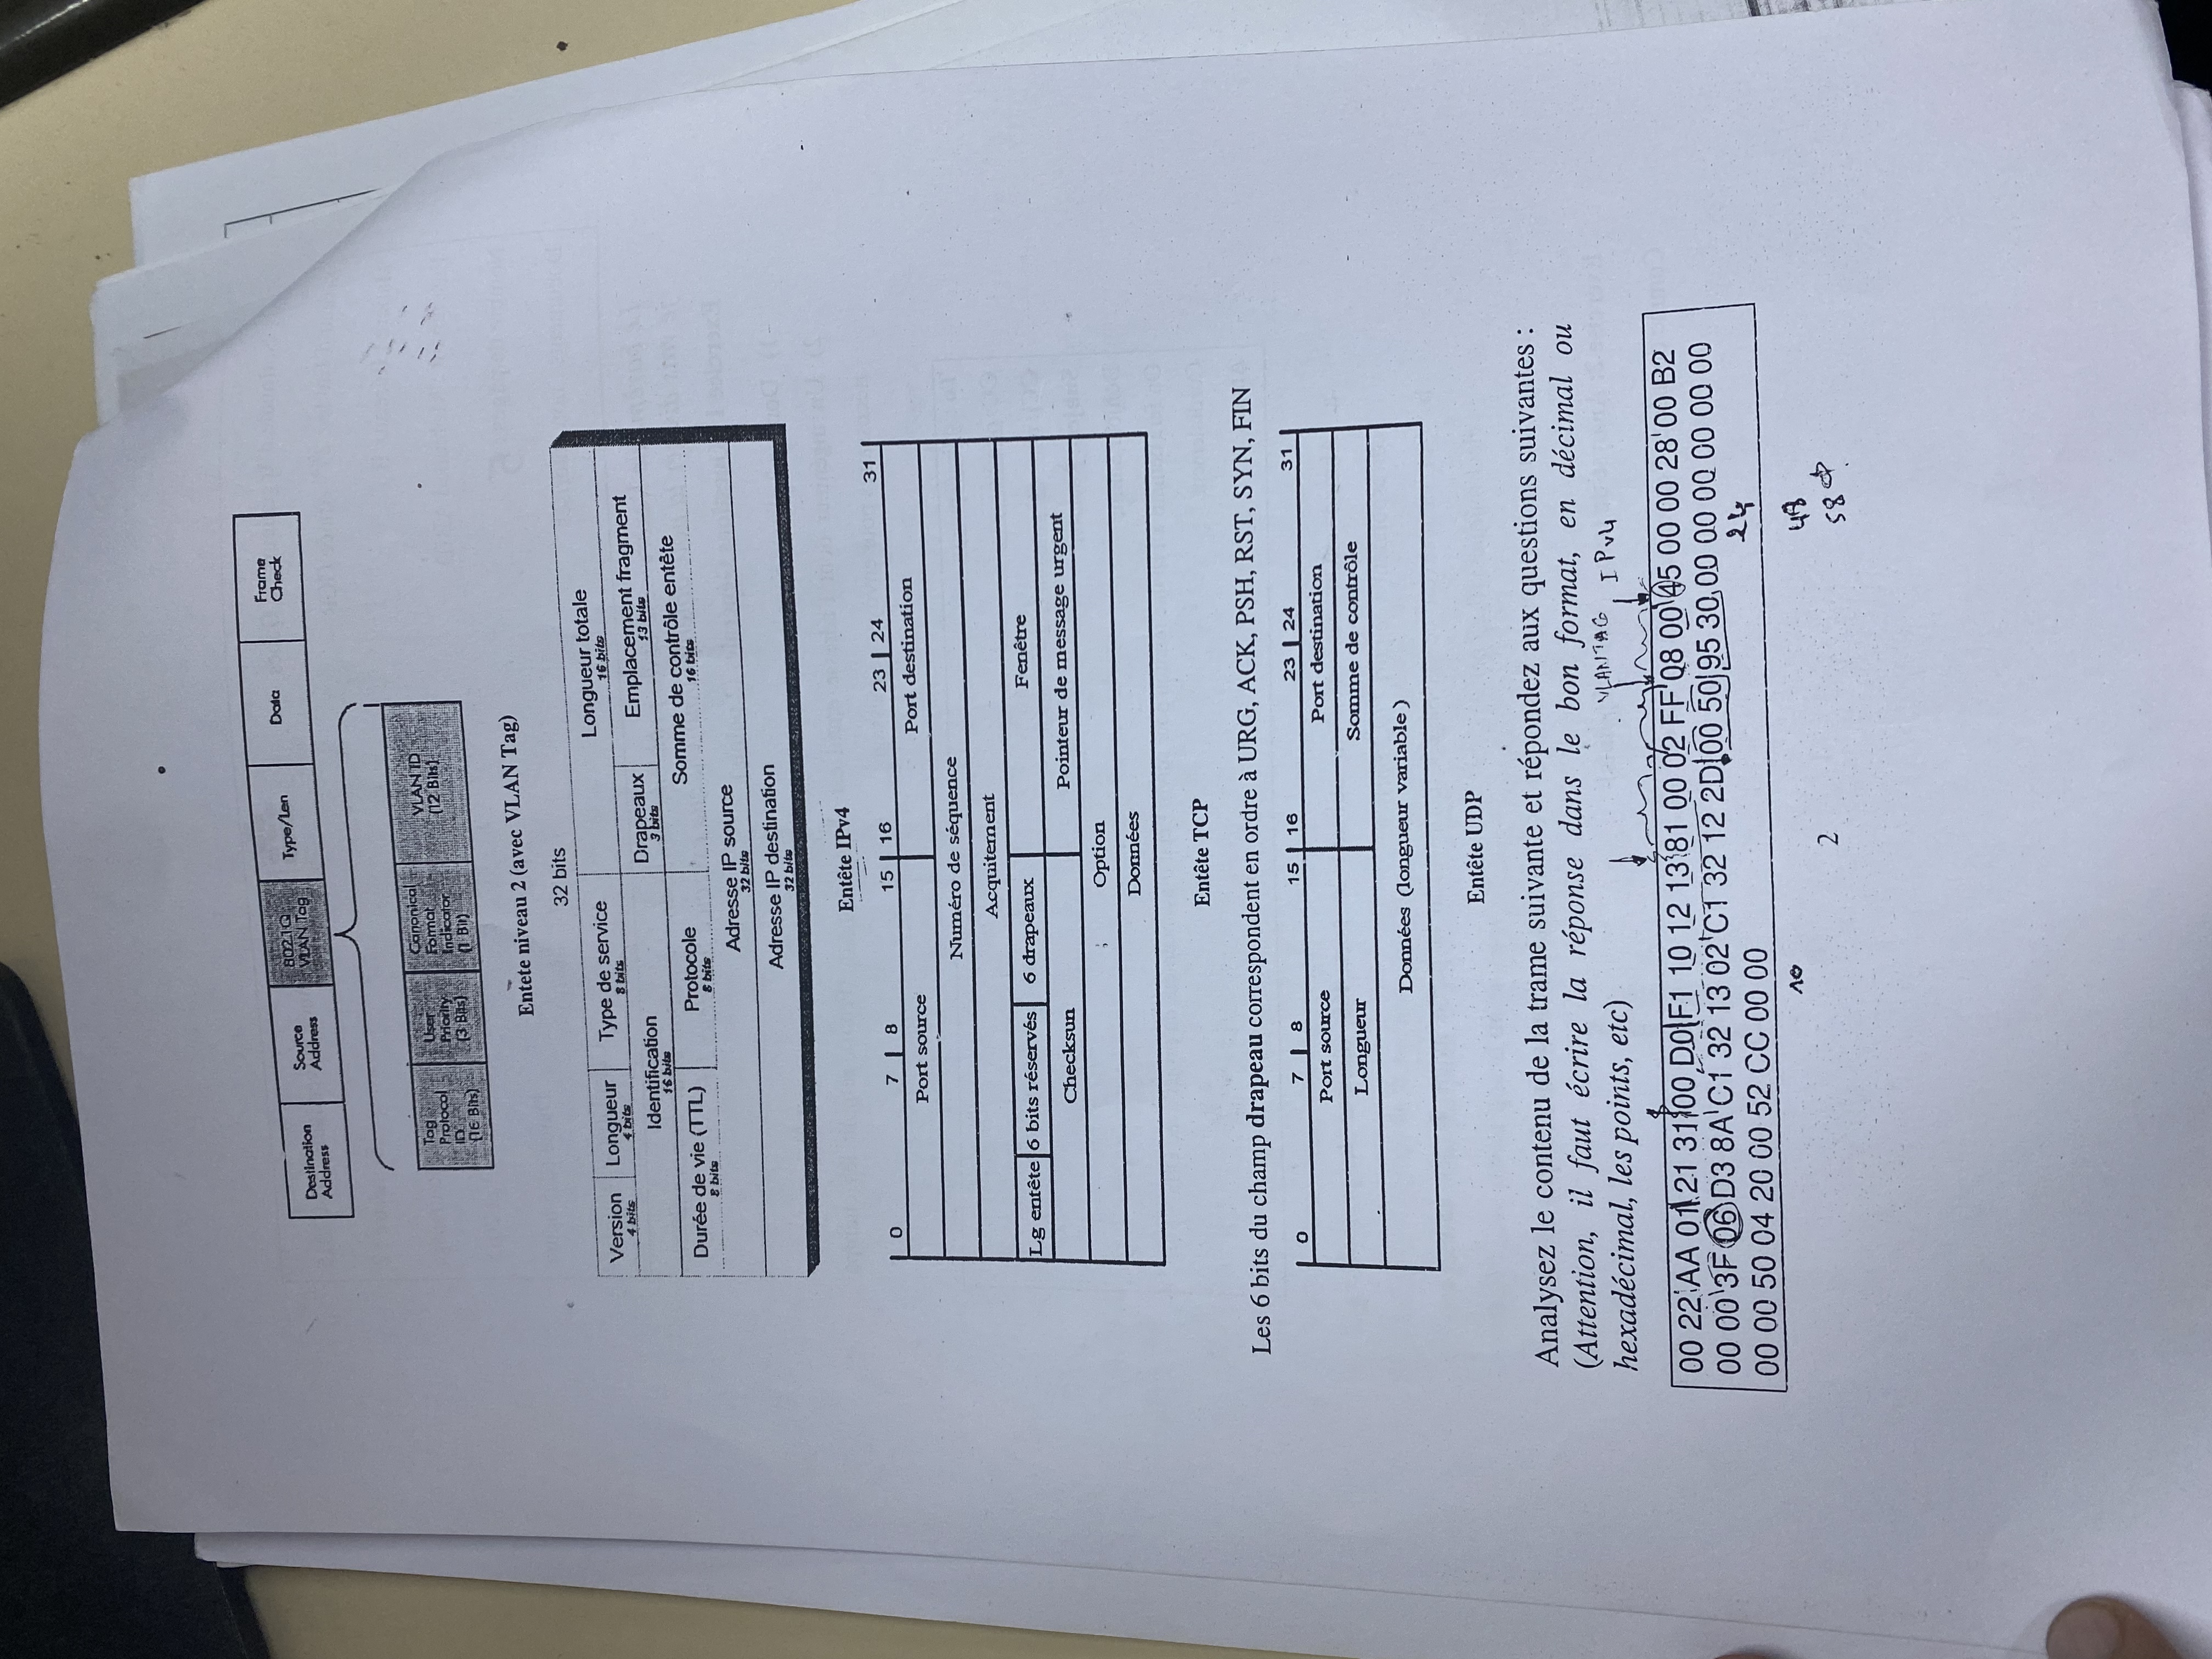 Destination Address
Source Address
802.1Q VLAN Tag
Type/Len
Data
Frame Check
Tag Protocol ID (16 Bits)
User Priority (3 Bits)
Canonical Format Indicator (1 Bit)
VLAN ID (12 Bits)
Entete niveau 2 (avec VLAN Tag)
32 bits
Version 4 bits
Longueur 4 bits
Type de service 8 bits
Longueur totale 16 bits
Identification 16 bits
Drapeaux 3 bits
Emplacement fragment 13 bits
Durée de vie (TTL) 8 bits
Protocole 8 bits
Somme de contrôle entête 16 bits
Adresse IP source 32 bits
Adresse IP destination 32 bits
Entête IPv4
0 7 8 15 16 23 24 31
Port source Port destination
Numéro de séquence
Acquitement
Lg entête 6 bits réservés 6 drapeaux Fenêtre
Checksun Pointeur de message urgent
Option
Données
Entête TCP
Les 6 bits du champ drapeau correspondent en ordre à URG, ACK, PSH, RST, SYN, FIN
0 7 8 15 16 23 24 31
Port source Port destination
Longueur Somme de contrôle
Données (longueur variable)
Entête UDP
Analysez le contenu de la trame suivante et répondez aux questions suivantes :
(Attention, il faut écrire la réponse dans le bon format, en décimal ou
hexadécimal, les points, etc)
VLANTAG IPv4
00 22 AA 01 21 31 00 D0 F1 10 12 13 81 00 02 FF 08 00 45 00 00 28 00 B2
00 00 3F 06 D3 8A C1 32 13 02 C1 32 12 2D 00 50 95 30 00 00 00 00 00 00
00 00 50 04 20 00 52 CC 00 00
24
10
48
58
2